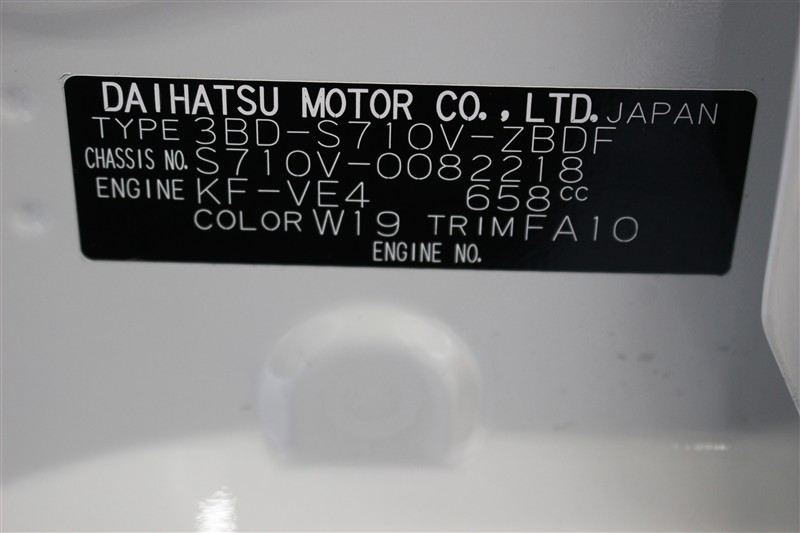 DAIHATSU MOTOR CO., LTD. JAPAN
TYPE 3BD-S710V-ZBDF
CHASSIS NO. S710V-0082218
ENGINE KF-VE4 658cc
COLOR W19 TRIM FA10
ENGINE NO.